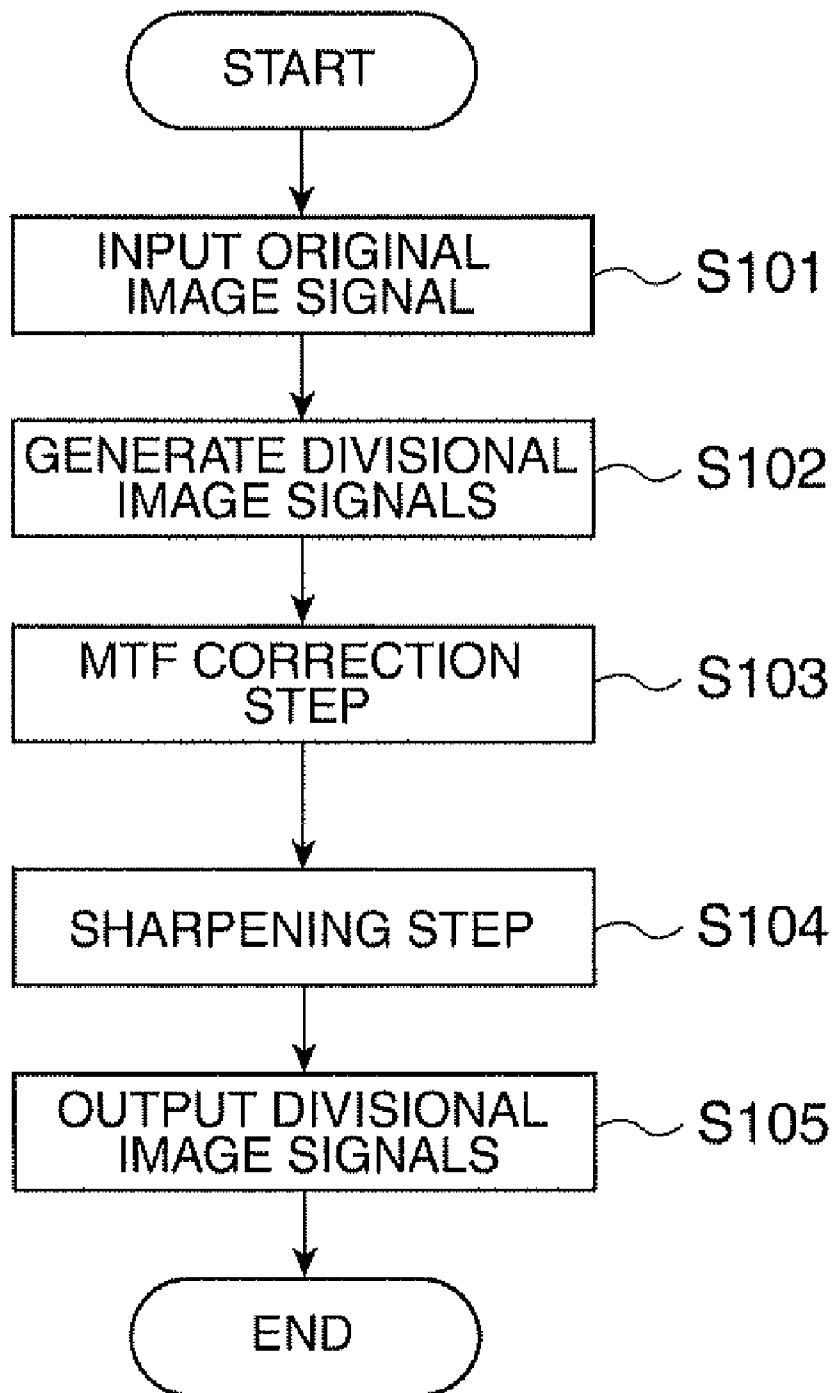 START
INPUT ORIGINAL
IMAGE SIGNAL
S101
GENERATE DIVISIONAL
IMAGE SIGNALS
S102
MTF CORRECTION
STEP
S103
SHARPENING STEP
S104
OUTPUT DIVISIONAL
IMAGE SIGNALS
S105
END